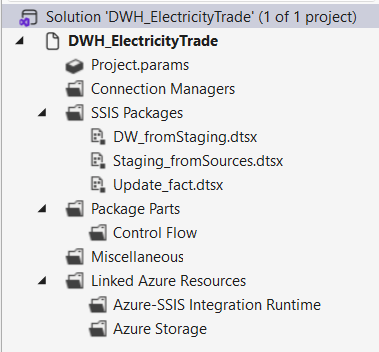 Solution 'DWH_ElectricityTrade' (1 of 1 project)
DWH_ElectricityTrade
Project.params
Connection Managers
SSIS Packages
DW_fromStaging.dtsx
Staging_fromSources.dtsx
Update_fact.dtsx
Package Parts
Control Flow
Miscellaneous
Linked Azure Resources
Azure-SSIS Integration Runtime
Azure Storage